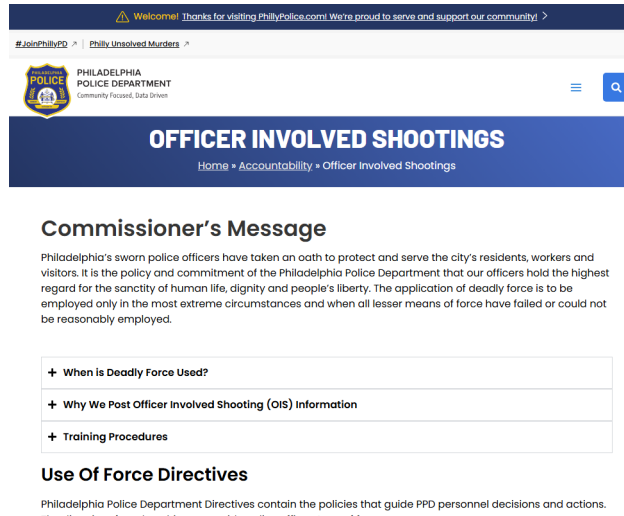 Welcome! Thanks for visiting PhillyPolice.com! We're proud to serve and support our community!
#JoinPhillyPD Philly Unsolved Murders
PHILADELPHIA
POLICE
PHILADELPHIA
POLICE DEPARTMENT
Community Focused, Data Driven
OFFICER INVOLVED SHOOTINGS
Home » Accountability » Officer Involved Shootings
Commissioner's Message
Philadelphia's sworn police officers have taken an oath to protect and serve the city's residents, workers and
visitors. It is the policy and commitment of the Philadelphia Police Department that our officers hold the highest
regard for the sanctity of human life, dignity and people's liberty. The application of deadly force is to be
employed only in the most extreme circumstances and when all lesser means of force have failed or could not
be reasonably employed.
+ When is Deadly Force Used?
+ Why We Post Officer Involved Shooting (OIS) Information
+ Training Procedures
Use Of Force Directives
Philadelphia Police Department Directives contain the policies that guide PPD personnel decisions and actions.